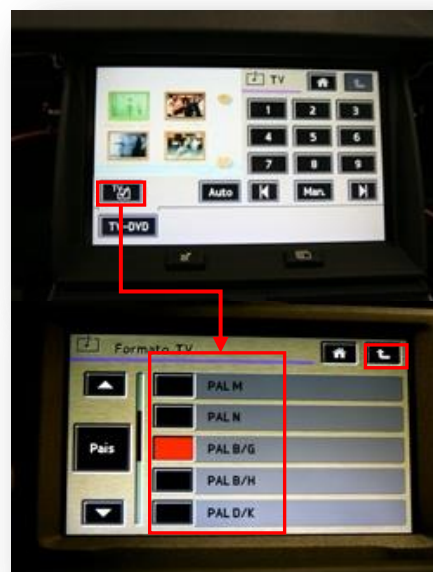 TV
1 2 3
4 5 6
7 8 9
TV
Auto Man.
TV-DVD
Formato TV
PAL M
PAL N
Pais PAL B/G
PAL B/H
PAL D/K